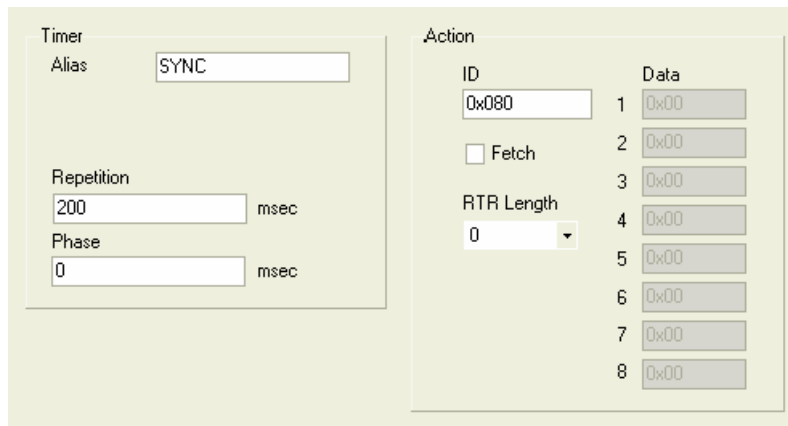 Timer
Alias SYNC
Repetition
200 msec
Phase
0 msec
Action
ID Data
0x080 1 0x00
2 0x00
Fetch
3 0x00
RTR Length
4 0x00
0
5 0x00
6 0x00
7 0x00
8 0x00